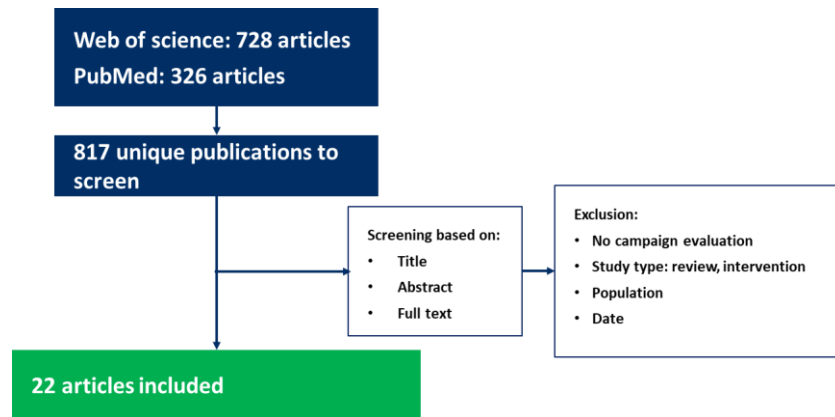 Web of science: 728 articles
PubMed: 326 articles
817 unique publications to
screen
Screening based on:
• Title
• Abstract
• Full text
Exclusion:
• No campaign evaluation
• Study type: review, intervention
• Population
• Date
22 articles included